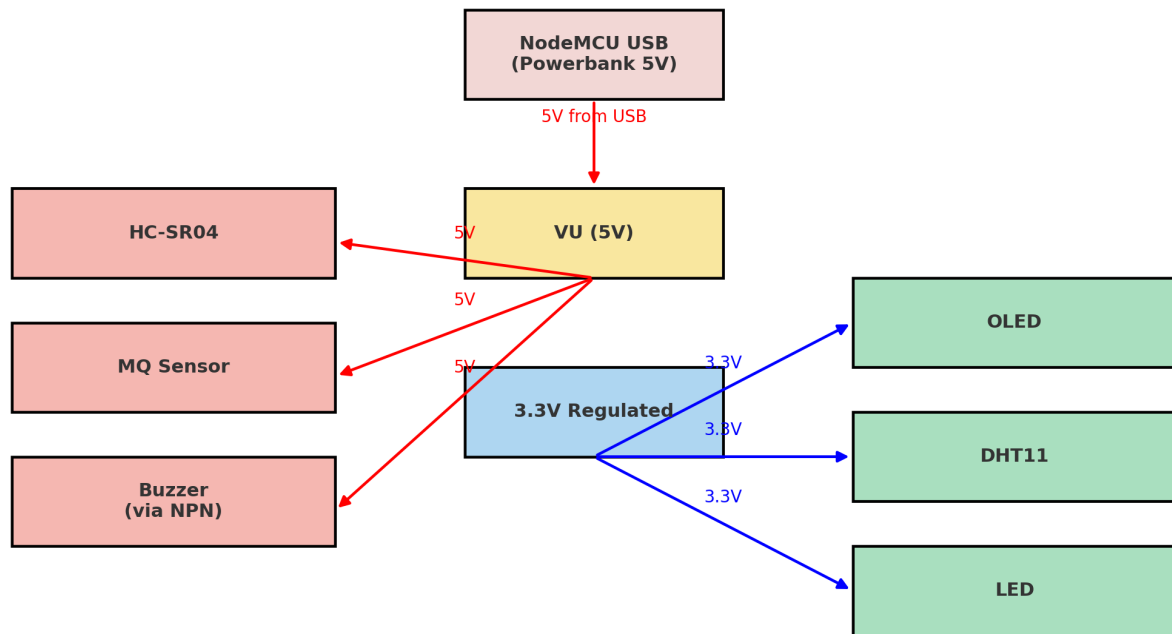 NodeMCU USB
(Powerbank 5V)
5V from USB
HC-SR04
5V
VU (5V)
5V
OLED
MQ Sensor
5V
3.3V
3.3V Regulated
3.3V
DHT11
Buzzer
(via NPN)
3.3V
LED